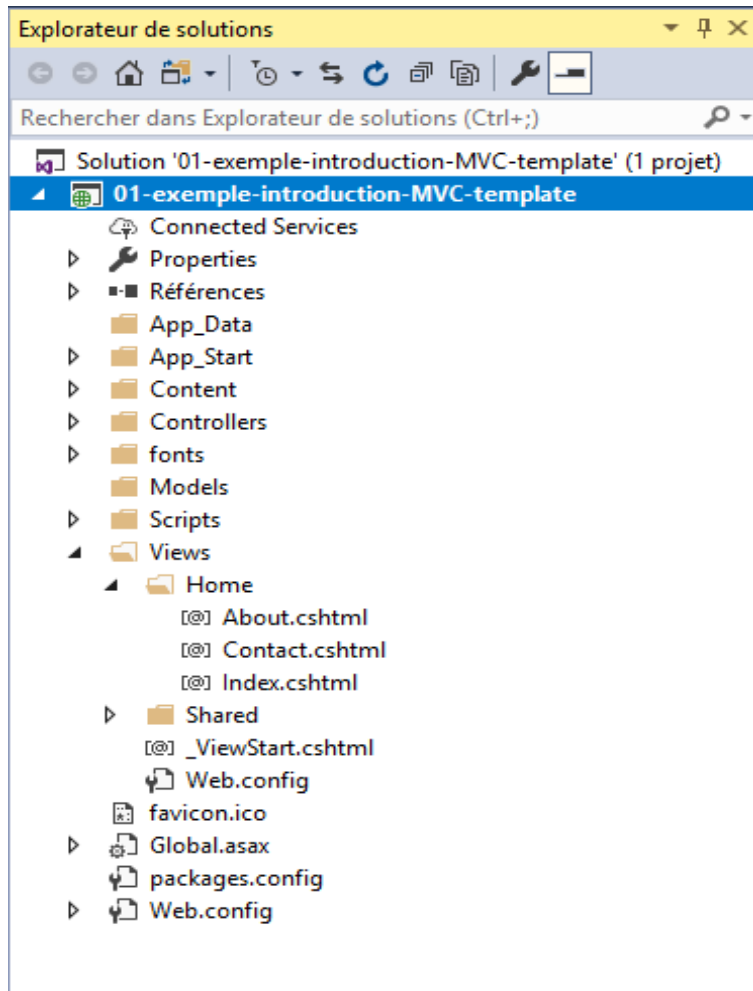 Explorateur de solutions
Rechercher dans Explorateur de solutions (Ctrl+;)
Solution '01-exemple-introduction-MVC-template' (1 projet)
01-exemple-introduction-MVC-template
Connected Services
Properties
Références
App_Data
App_Start
Content
Controllers
fonts
Models
Scripts
Views
Home
[@] About.cshtml
[@] Contact.cshtml
[@] Index.cshtml
Shared
[@] _ViewStart.cshtml
Web.config
favicon.ico
Global.asax
packages.config
Web.config